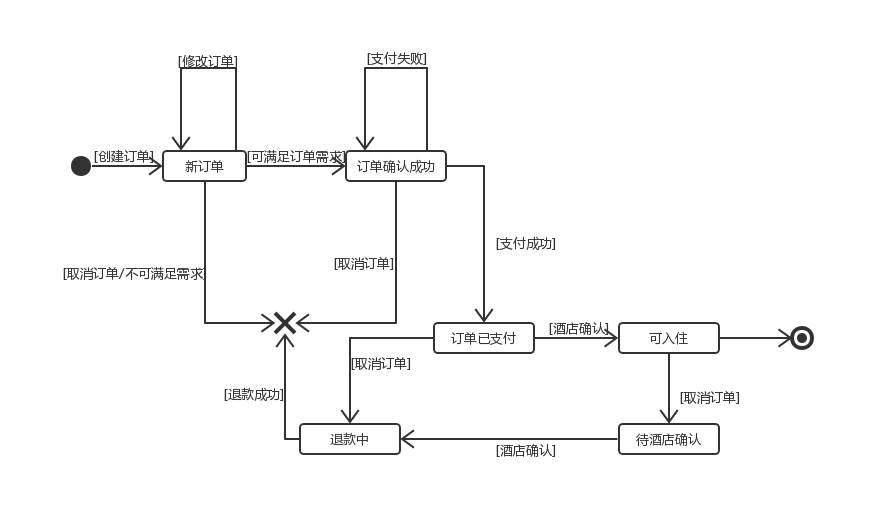 [修改订单]
[支付失败]
[创建订单]
新订单
[可满足订单需求]
订单确认成功
[支付成功]
[取消订单]
[取消订单/不可满足需求]
订单已支付
[酒店确认]
可入住
[取消订单]
[退款成功]
[取消订单]
退款中
[酒店确认]
待酒店确认